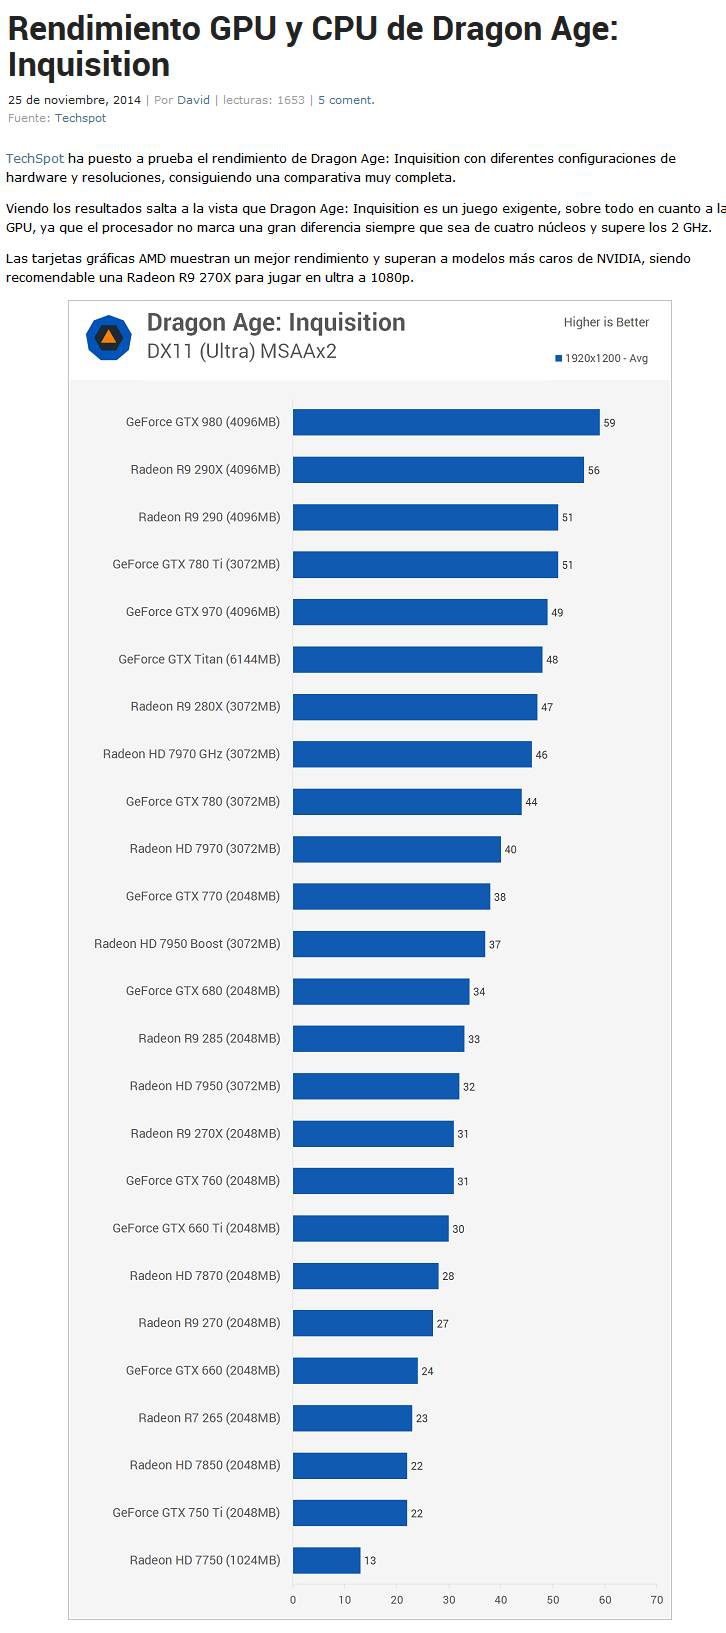 Rendimiento GPU y CPU de Dragon Age:
Inquisition
25 de noviembre, 2014 | Por David | lecturas: 1653 | 5 coment.
Fuente: Techspot
TechSpot ha puesto a prueba el rendimiento de Dragon Age: Inquisition con diferentes configuraciones de
hardware y resoluciones, consiguiendo una comparativa muy completa.
Viendo los resultados salta a la vista que Dragon Age: Inquisition es un juego exigente, sobre todo en cuanto a la
GPU, ya que el procesador no marca una gran diferencia siempre que sea de cuatro núcleos y supere los 2 GHz.
Las tarjetas gráficas AMD muestran un mejor rendimiento y superan a modelos más caros de NVIDIA, siendo
recomendable una Radeon R9 270X para jugar en ultra a 1080p.
Dragon Age: Inquisition
Higher is Better
DX11 (Ultra) MSAAx2
1920x1200 - Avg
GeForce GTX 980 (4096MB) 59
Radeon R9 290X (4096MB) 56
Radeon R9 290 (4096MB) 51
GeForce GTX 780 Ti (3072MB) 51
GeForce GTX 970 (4096MB) 49
GeForce GTX Titan (6144MB) 48
Radeon R9 280X (3072MB) 47
Radeon HD 7970 GHz (3072MB) 46
GeForce GTX 780 (3072MB) 44
Radeon HD 7970 (3072MB) 40
GeForce GTX 770 (2048MB) 38
Radeon HD 7950 Boost (3072MB) 37
GeForce GTX 680 (2048MB) 34
Radeon R9 285 (2048MB) 33
Radeon HD 7950 (3072MB) 32
Radeon R9 270X (2048MB) 31
GeForce GTX 760 (2048MB) 31
GeForce GTX 660 Ti (2048MB) 30
Radeon HD 7870 (2048MB) 28
Radeon R9 270 (2048MB) 27
GeForce GTX 660 (2048MB) 24
Radeon R7 265 (2048MB) 23
Radeon HD 7850 (2048MB) 22
GeForce GTX 750 Ti (2048MB) 22
Radeon HD 7750 (1024MB) 13
0 10 20 30 40 50 60 70